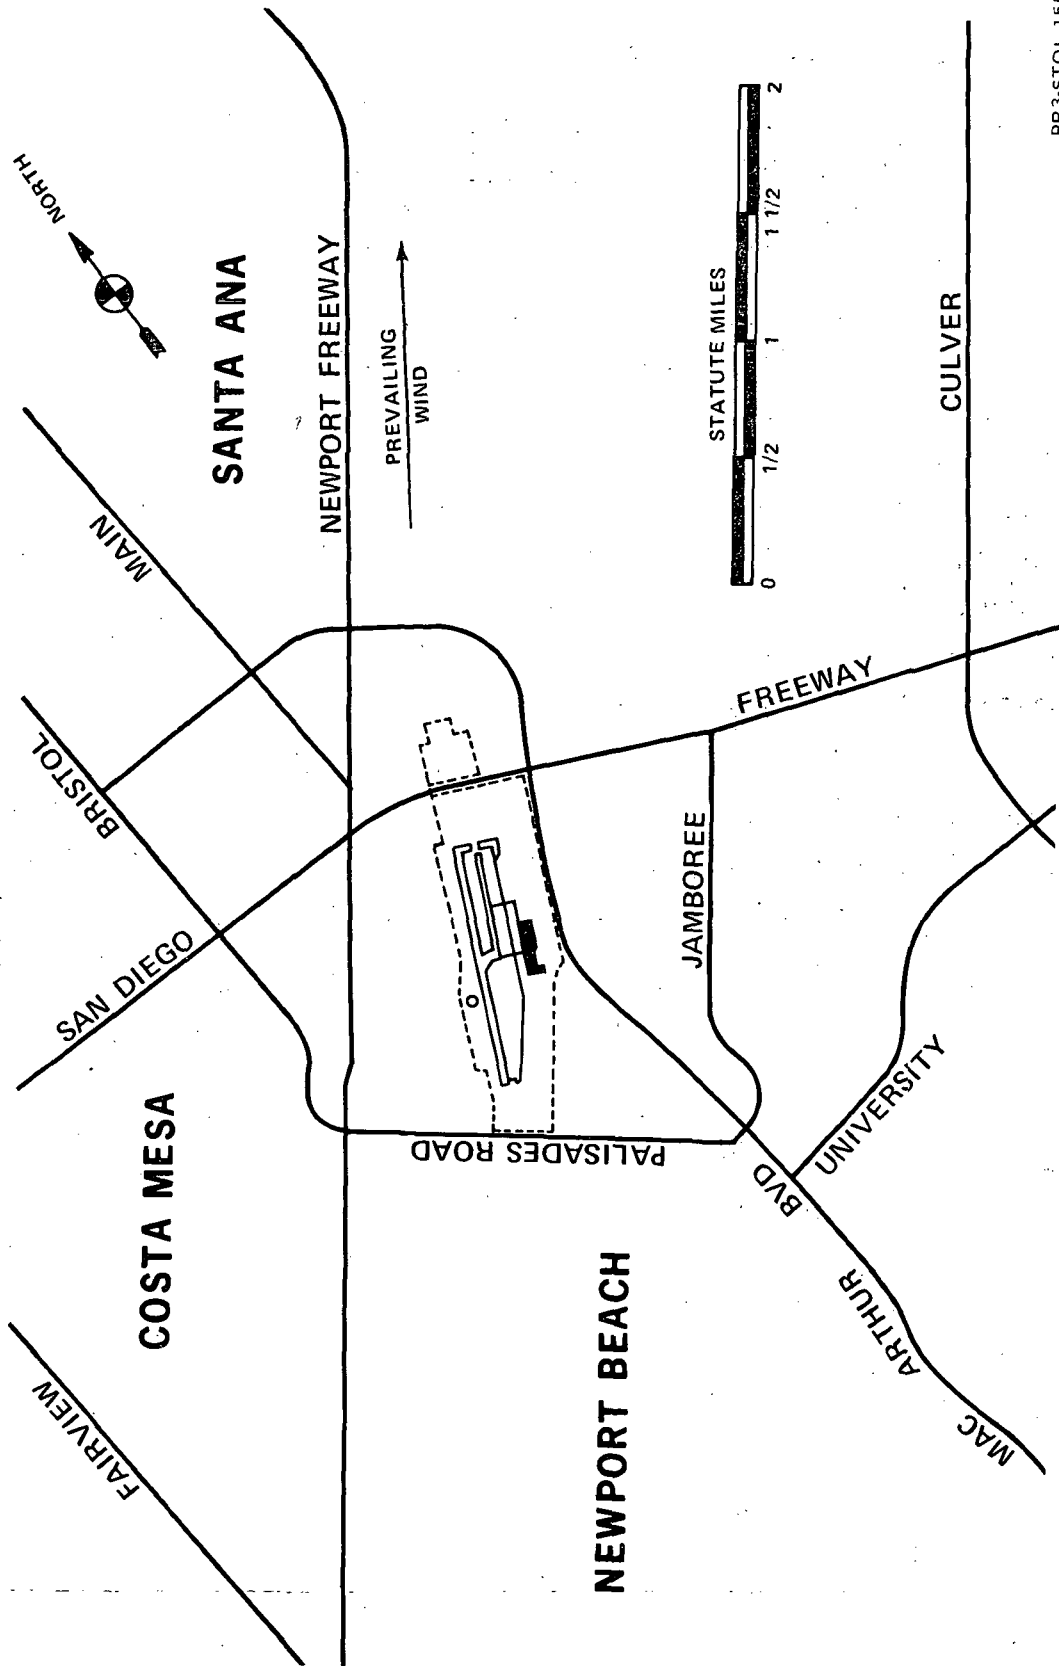 NORTH
SANTA ANA
MAIN
NEWPORT FREEWAY
PREVAILING
WIND
BRISTOL
SAN DIEGO
FREEWAY
STATUTE MILES
0 1/2 1 1 1/2 2
CULVER
JAMBOREE
COSTA MESA
PALISADES ROAD
UNIVERSITY
FAIRVIEW
NEWPORT BEACH
MAC ARTHUR BVD